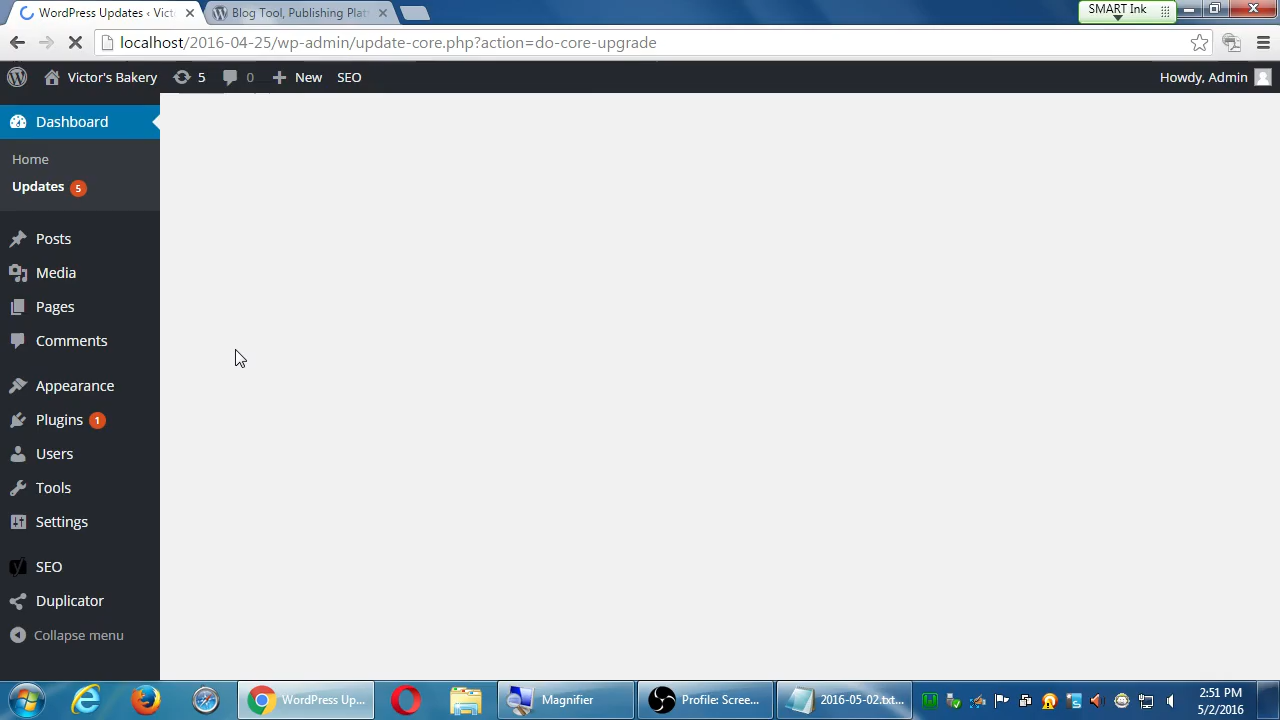 WordPress Updates ‹ Vict
Blog Tool, Publishing Plat
SMART Ink
localhost/2016-04-25/wp-admin/update-core.php?action=do-core-upgrade
Victor's Bakery
5
0
New
SEO
Howdy, Admin
Dashboard
Home
Updates 5
Posts
Media
Pages
Comments
Appearance
Plugins 1
Users
Tools
Settings
SEO
Duplicator
Collapse menu
WordPress Up...
Magnifier
Profile: Scree...
2016-05-02.txt...
2:51 PM
5/2/2016